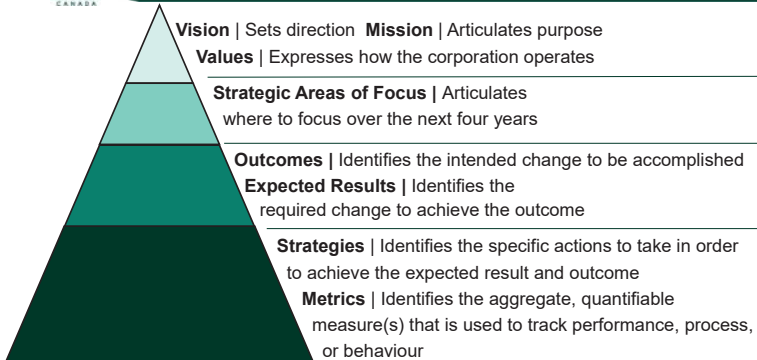 CANADA
Vision | Sets direction Mission | Articulates purpose
Values | Expresses how the corporation operates
Strategic Areas of Focus | Articulates
where to focus over the next four years
Outcomes | Identifies the intended change to be accomplished
Expected Results | Identifies the
required change to achieve the outcome
Strategies | Identifies the specific actions to take in order
to achieve the expected result and outcome
Metrics | Identifies the aggregate, quantifiable
measure(s) that is used to track performance, process,
or behaviour